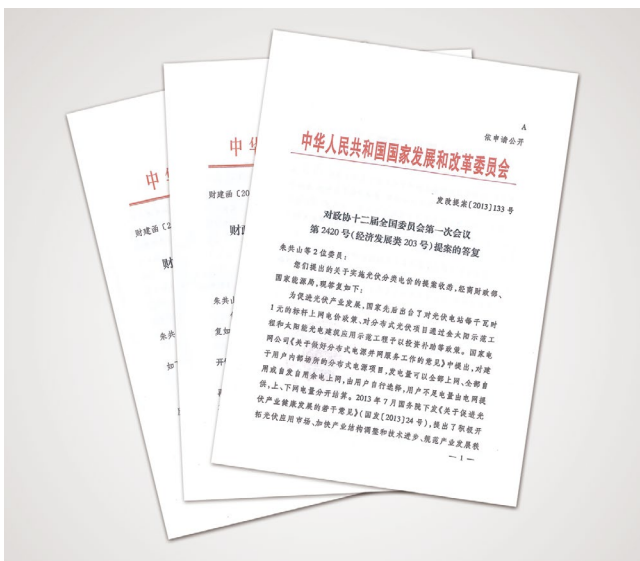 A
依申请公开
中华人民共和国国家发展和改革委员会
发改提案[2013]133号
对政协十二届全国委员会第一次会议
第2420号(经济发展类203号)提案的答复
朱共山等2位委员:
您们提出的关于实施光伏分类电价的提案收悉,经商财政部、
国家能源局,现答复如下:
为促进光伏产业发展,国家先后出台了对光伏电站每千瓦时
1元的标杆上网电价政策、对分布式光伏项目通过金太阳示范工
程和太阳能光电建筑应用示范工程予以投资补助等政策。国家电
网公司《关于做好分布式电源并网服务工作的意见》中提出,对建
于用户内部场所的分布式电源项目,发电量可以全部上网、全部自
用或自发自用余电上网,由用户自行选择,用户不足电量由电网提
供,上、下网电量分开结算。2013年7月国务院下发《关于促进光
伏产业健康发展的若干意见》(国发[2013]24号),提出了积极开
拓光伏应用市场、加快产业结构调整和技术进步、规范产业发展秩
— 1 —
中华
财建函〔20
财政
朱共山
复如
开
中
财建函〔2
财
朱共
如